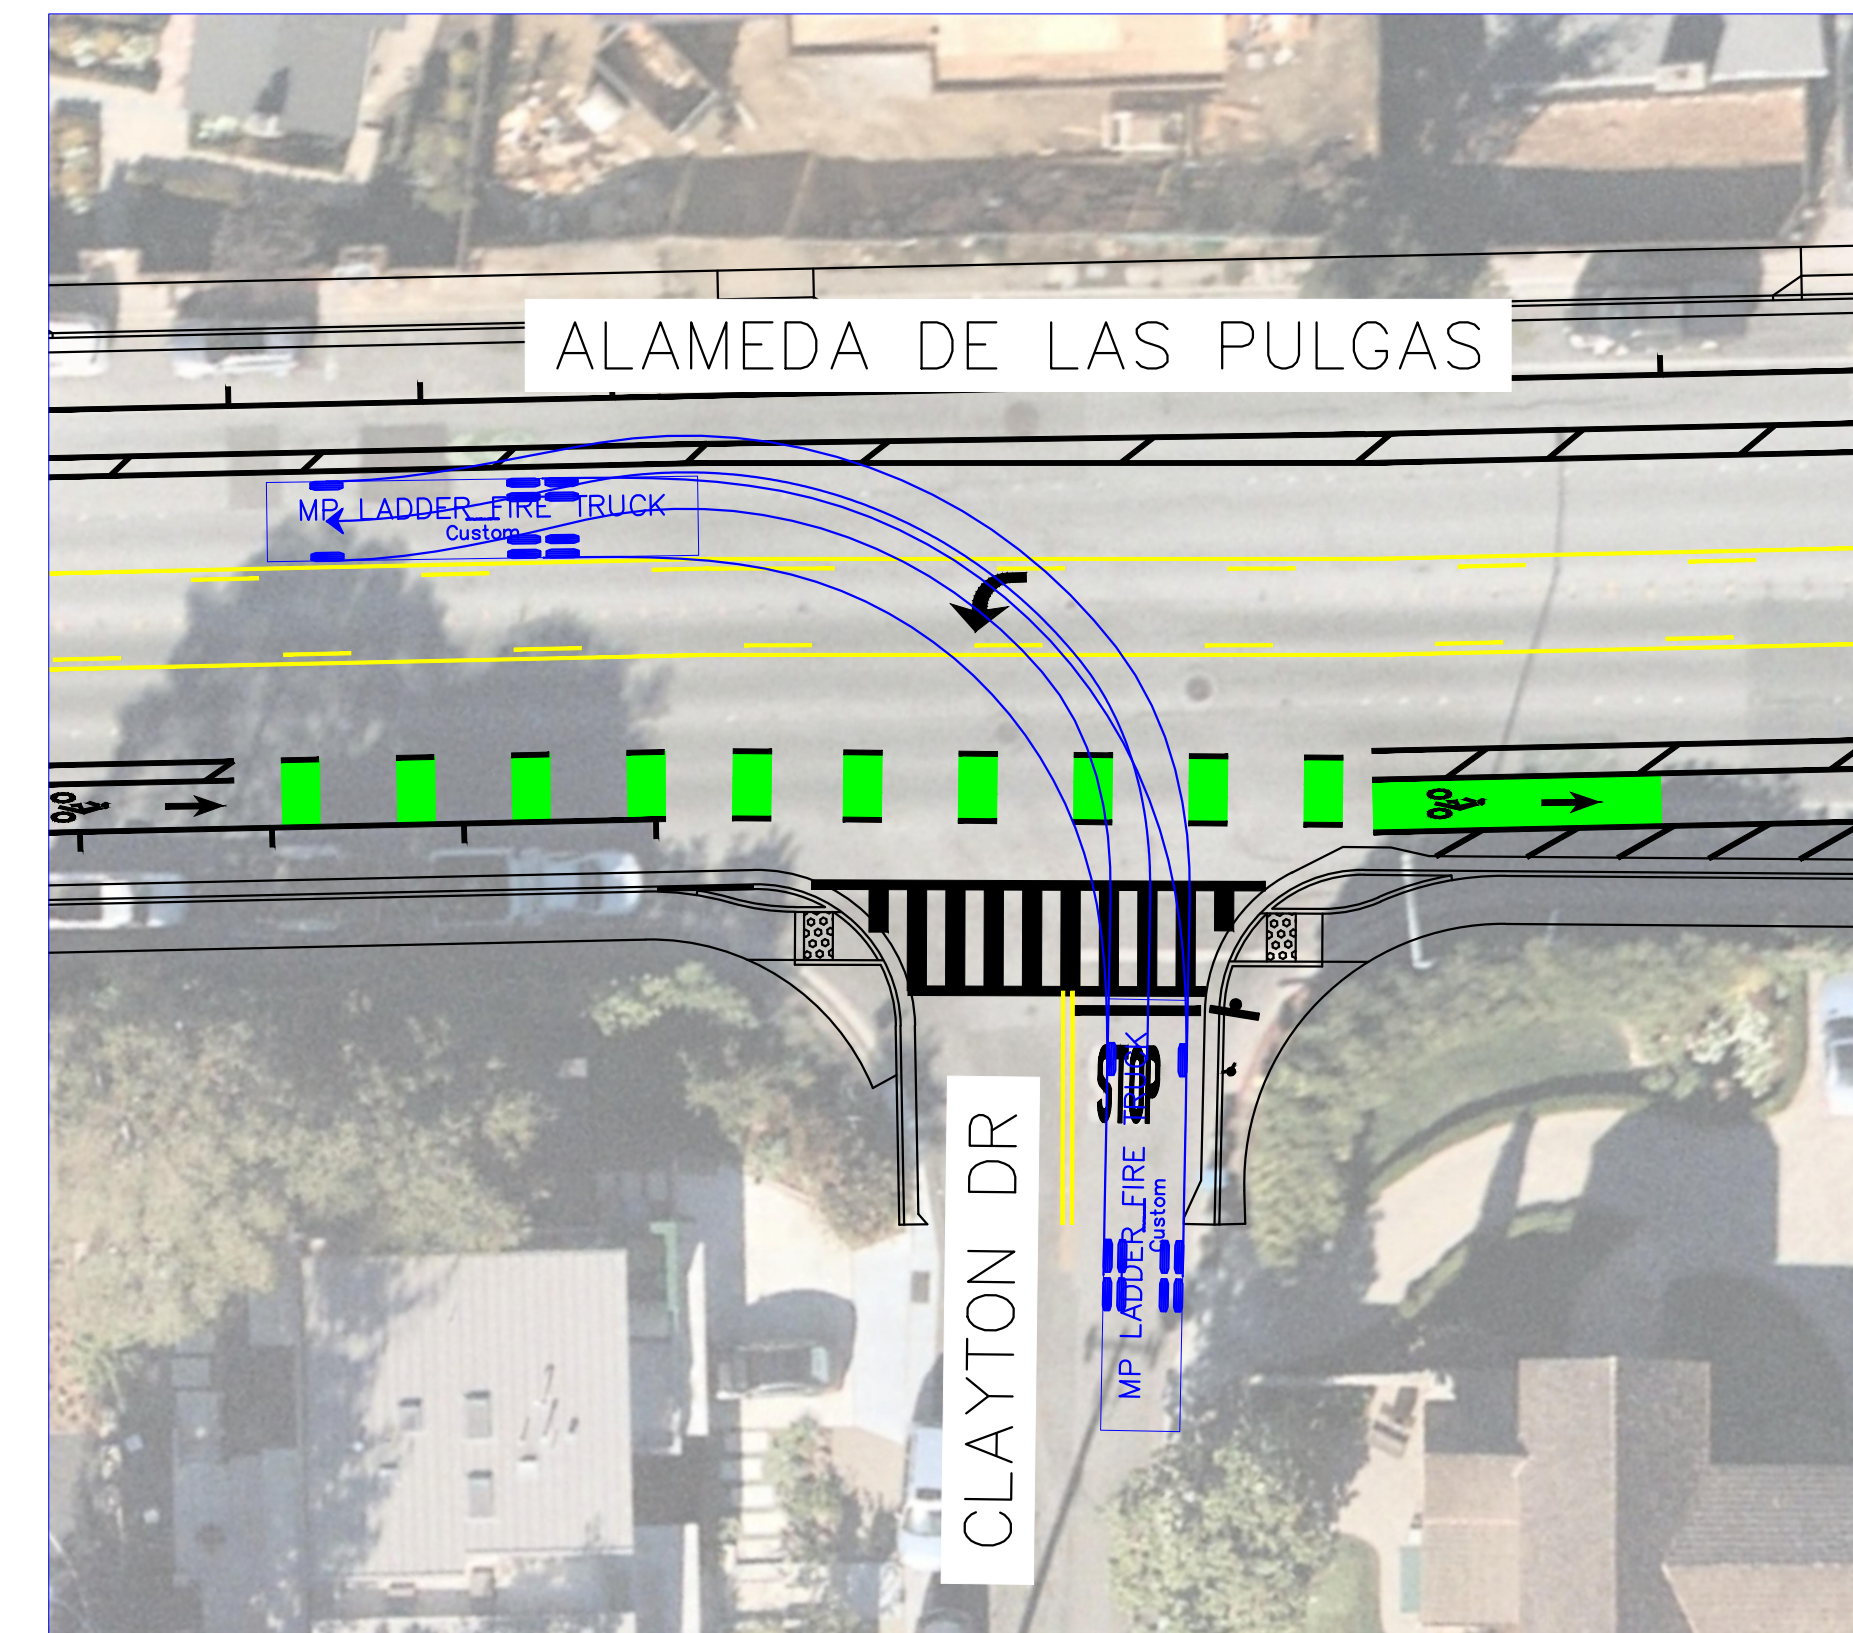 ALAMEDA DE LAS PULGAS
MP LADDER FIRE TRUCK
Custom
STOP
MP LADDER FIRE TRUCK
Custom
CLAYTON DR